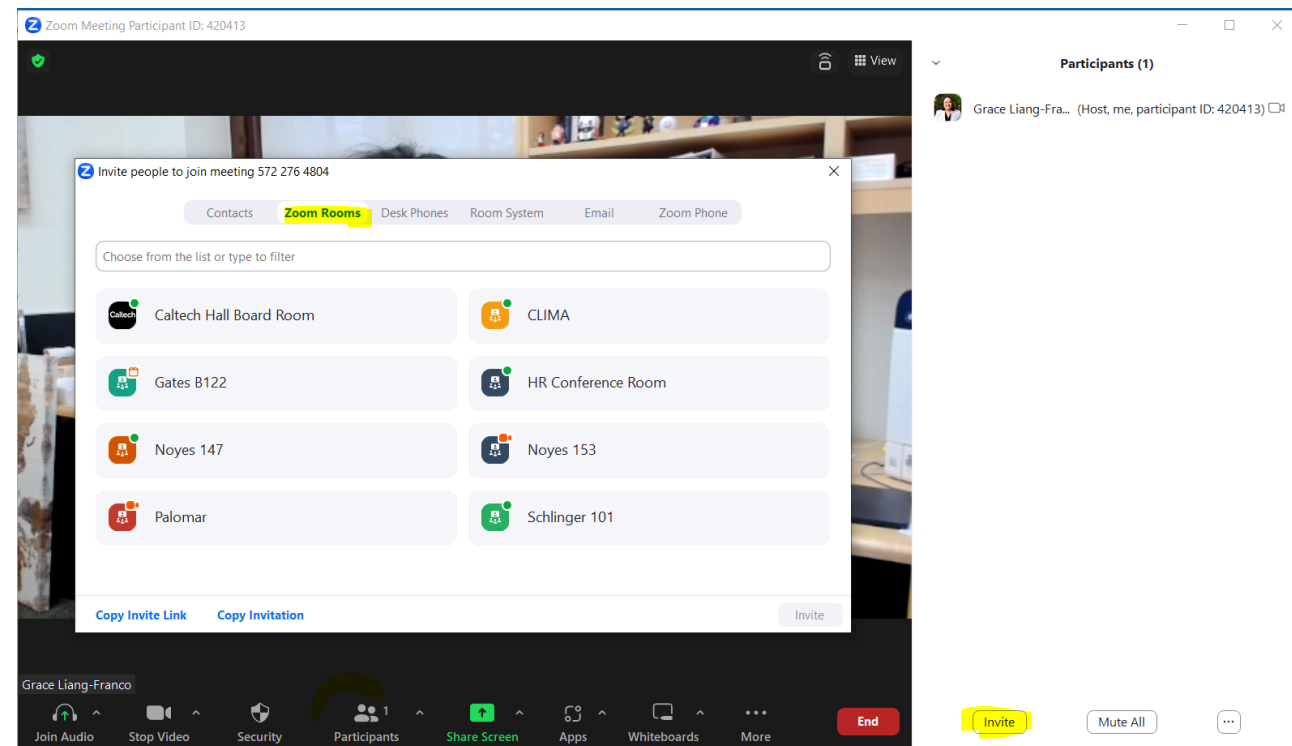 Zoom Meeting Participant ID: 420413
View
Participants (1)
Grace Liang-Fra... (Host, me, participant ID: 420413)
Invite people to join meeting 572 276 4804
Contacts Zoom Rooms Desk Phones Room System Email Zoom Phone
Choose from the list or type to filter
Caltech Caltech Hall Board Room CLIMA
Gates B122 HR Conference Room
Noyes 147 Noyes 153
Palomar Schlinger 101
Copy Invite Link Copy Invitation Invite
Grace Liang-Franco
1
Join Audio Stop Video Security Participants Share Screen Apps Whiteboards More End
Invite Mute All